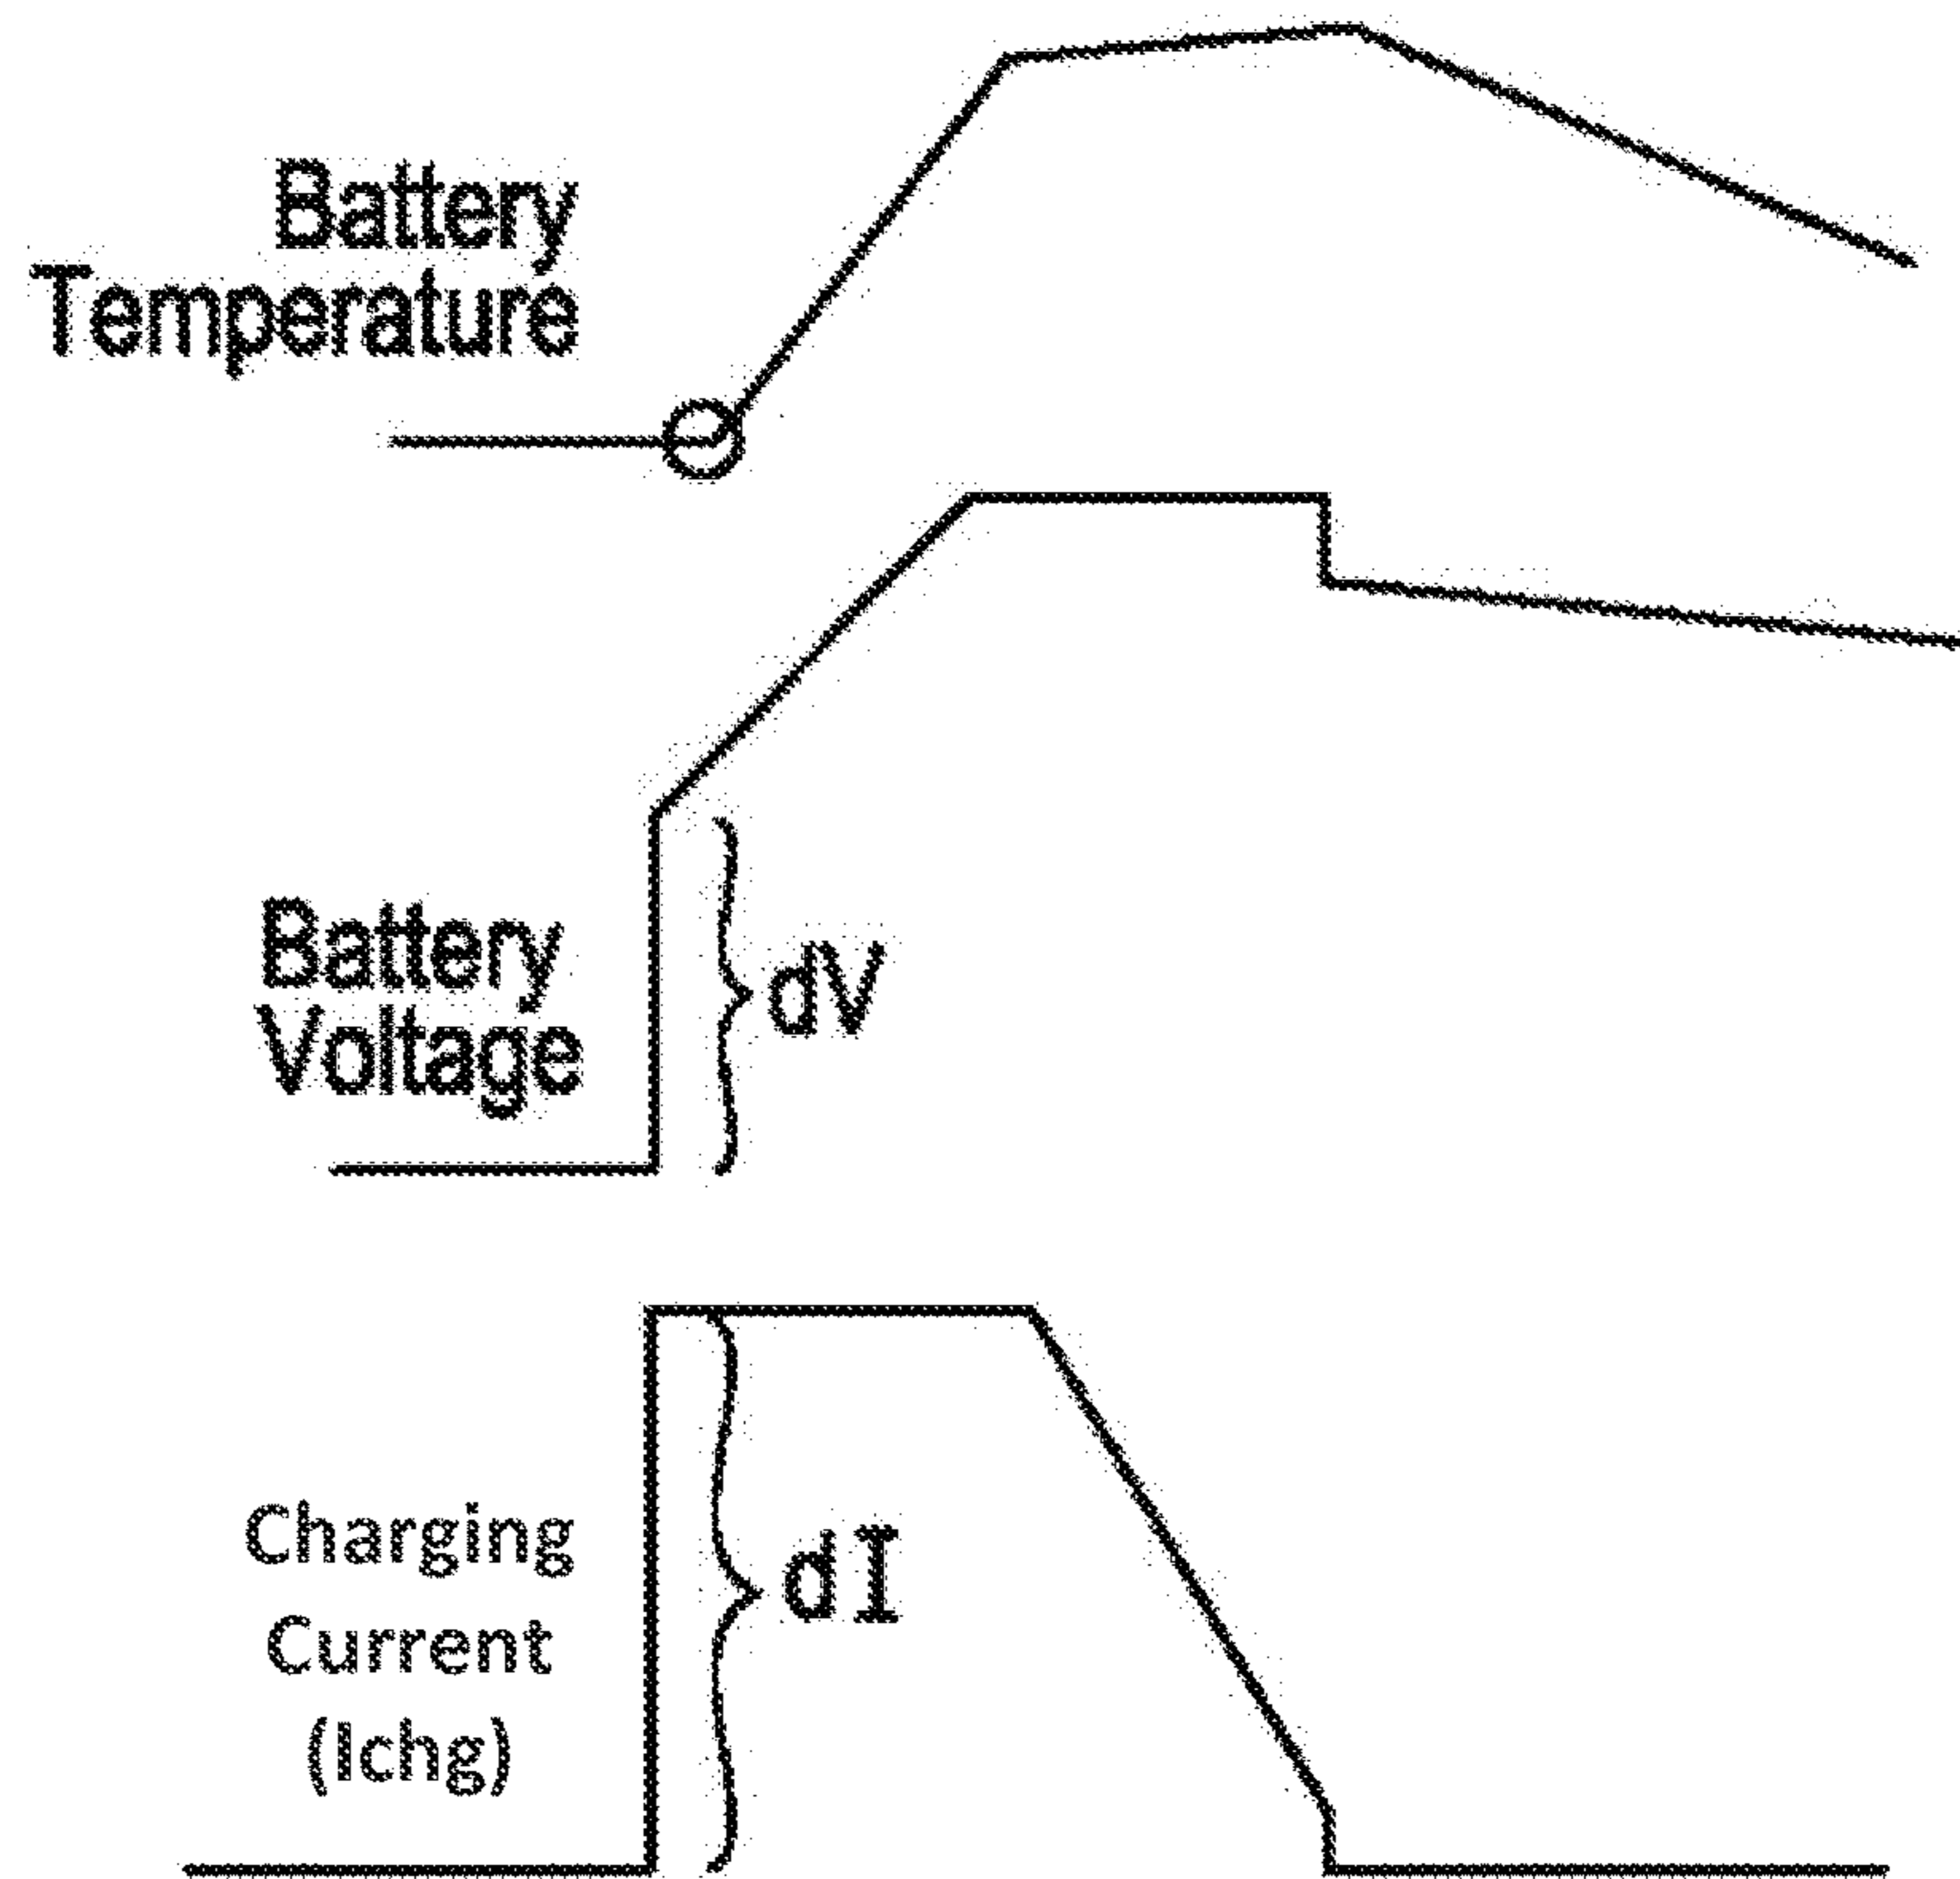 Battery
Temperature
Battery
Voltage
dV
Charging
Current
(Ichg)
dI